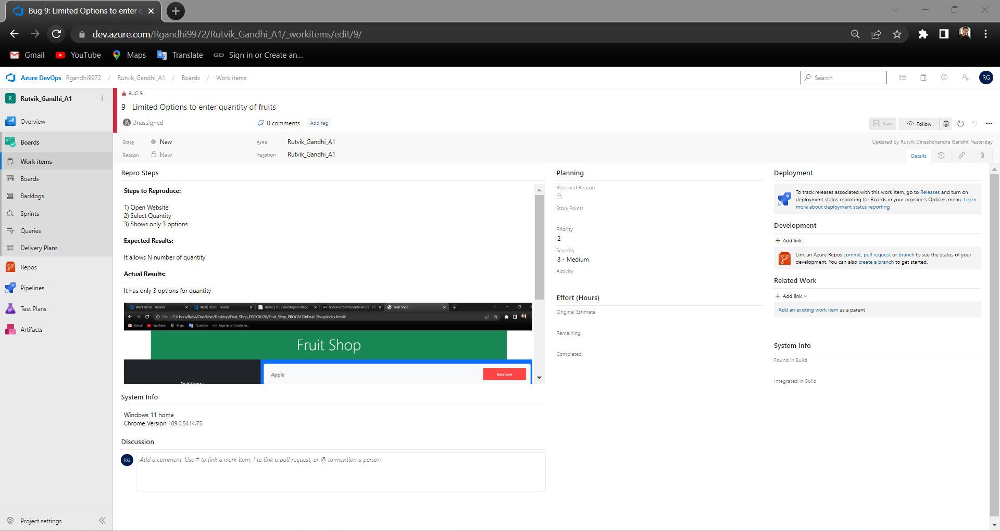 Bug 9: Limited Options to enter q
dev.azure.com/Rgandhi9972/Rutvik_Gandhi_A1/_workitems/edit/9/
Gmail YouTube Maps Translate GD Sign in or Create an...
Azure DevOps Rgandhi9972 / Rutvik_Gandhi_A1 / Boards / Work items
Search
RG
R Rutvik_Gandhi_A1
Overview
Boards
Work items
Boards
Backlogs
Sprints
Queries
Delivery Plans
Repos
Pipelines
Test Plans
Artifacts
Project settings
BUG 9
9 Limited Options to enter quantity of fruits
Unassigned 0 comments Add tag
Save Follow
State New Area Rutvik_Gandhi_A1
Updated by Rutvik Dineshchandra Gandhi: Yesterday
Reason New Iteration Rutvik_Gandhi_A1
Details
Repro Steps
Steps to Reproduce:
1) Open Website
2) Select Quantity
3) Shows only 3 options
Expected Results:
It allows N number of quantity
Actual Results:
It has only 3 options for quantity
Work items - Boards Work items - Boards Home | IT | Conestoga College lesson02_SoftDevInfrastruct - PR Fruit Shop
File C:/Users/Rutvi/OneDrive/Desktop/Fruit_Shop_PROG8170/Fruit_Shop_PROG8170/Fruit-Shop/index.html#
Gmail YouTube Maps Translate Sign in or Create an...
Fruit Shop
Apple Remove
Fruit Name :
System Info
Windows 11 home
Chrome Version 109.0.5414.75
Discussion
RG
Add a comment. Use # to link a work item, ! to link a pull request, or @ to mention a person.
Planning
Resolved Reason
Story Points
Priority
2
Severity
3 - Medium
Activity
Effort (Hours)
Original Estimate
Remaining
Completed
Deployment
To track releases associated with this work item, go to Releases and turn on
deployment status reporting for Boards in your pipeline's Options menu. Learn
more about deployment status reporting
Development
Add link
Link an Azure Repos commit, pull request or branch to see the status of your
development. You can also create a branch to get started.
Related Work
Add link
Add an existing work item as a parent
System Info
Found in Build
Integrated in Build